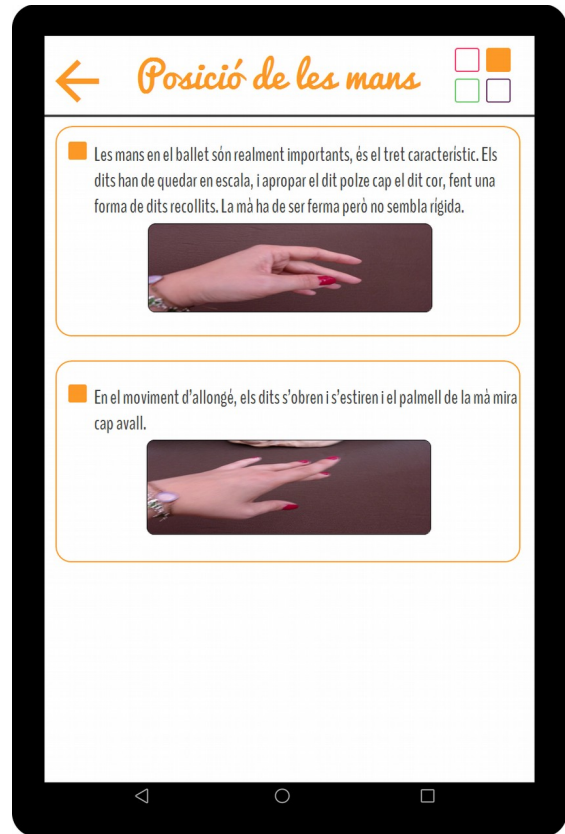 Posició de les mans
Les mans en el ballet són realment importants, és el tret característic. Els
dits han de quedar en escala, i apropar el dit polze cap el dit cor, fent una
forma de dits recollits. La mà ha de ser ferma però no sembla rígida.
En el moviment d'allongé, els dits s'obren i s'estiren i el palmell de la mà mira
cap avall.